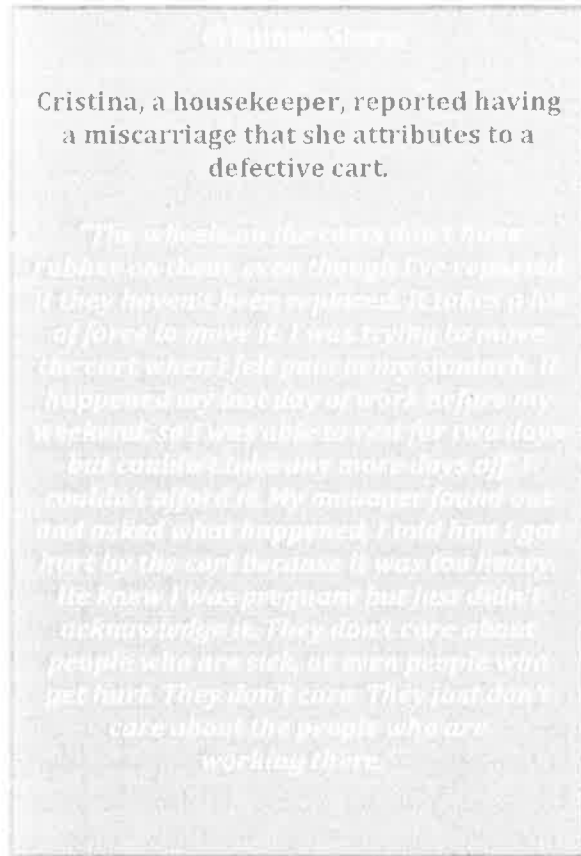 Cristina, a housekeeper, reported having
a miscarriage that she attributes to a
defective cart.
"The wheels on the carts don't have
rubber on them, even though I've reported
it they haven't been replaced. It takes a lot
of force to move it. I was trying to move
the cart when I felt pain in my stomach. It
happened my last day of work before my
weekend, so I was able to rest for two days
but couldn't take any more days off. I
couldn't afford it. My manager found out
and asked what happened. I told him I got
hurt by the cart because it was too heavy.
He knew I was pregnant but just didn't
acknowledge it. They don't care about
people who are sick, or even people who
get hurt. They don't care. They just don't
care about the people who are
working there.